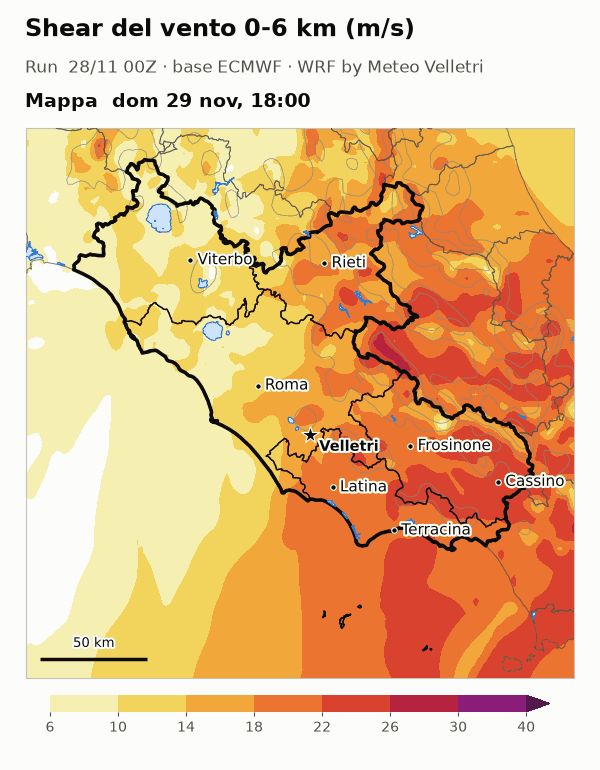 Shear del vento 0-6 km (m/s)
Run  28/11 00Z · base ECMWF · WRF by Meteo Velletri
Mappa  dom 29 nov, 18:00
Viterbo
Rieti
Roma
Velletri
Frosinone
Cassino
Latina
Terracina
50 km
6 10 14 18 22 26 30 40